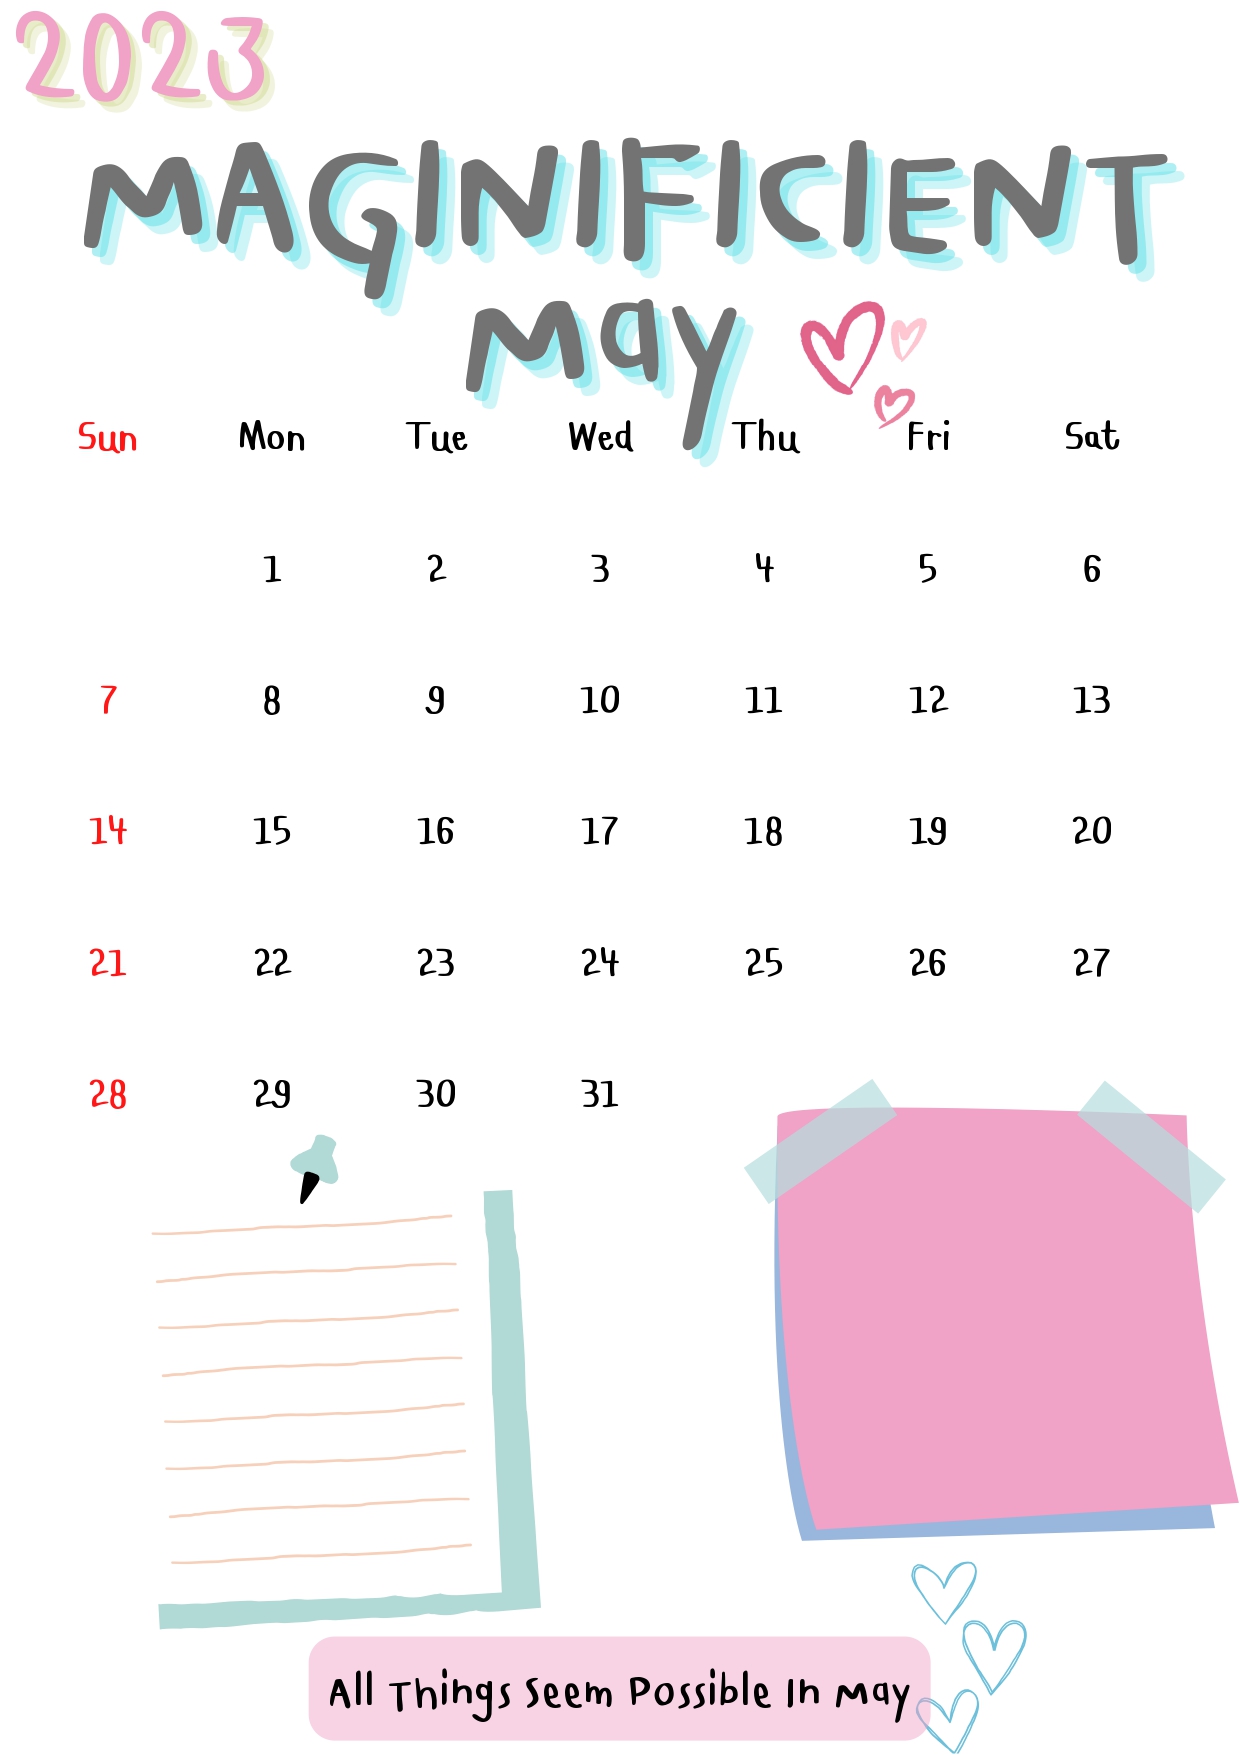 2023
MAGINIFICIENT
May
Sun Mon Tue Wed Thu Fri Sat
1 2 3 4 5 6
7 8 9 10 11 12 13
14 15 16 17 18 19 20
21 22 23 24 25 26 27
28 29 30 31
All Things Seem Possible In May